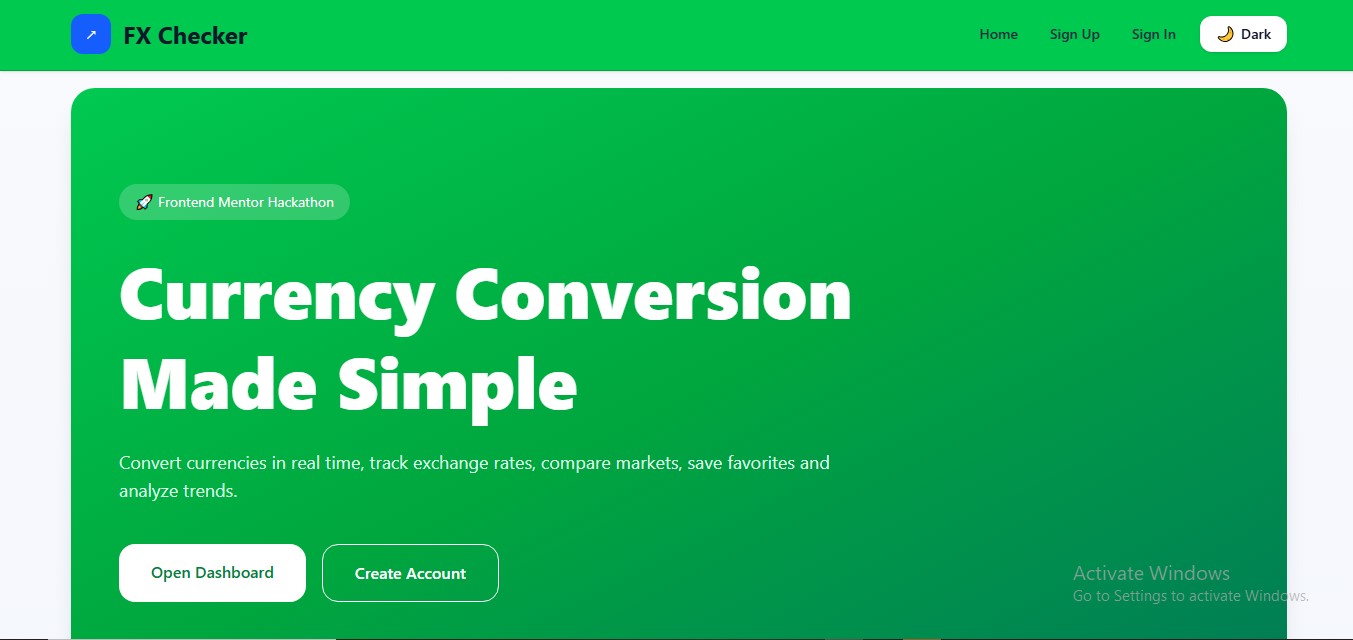 FX Checker
Home Sign Up Sign In Dark
Frontend Mentor Hackathon
Currency Conversion
Made Simple
Convert currencies in real time, track exchange rates, compare markets, save favorites and
analyze trends.
Open Dashboard Create Account
Activate Windows
Go to Settings to activate Windows.